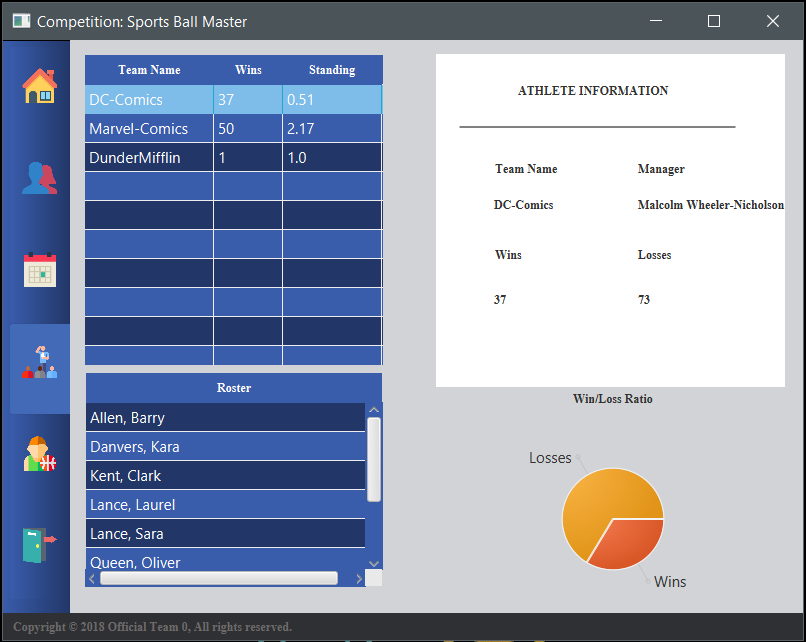 Competition: Sports Ball Master
Team Name Wins Standing
DC-Comics 37 0.51
Marvel-Comics 50 2.17
DunderMifflin 1 1.0
Roster
Allen, Barry
Danvers, Kara
Kent, Clark
Lance, Laurel
Lance, Sara
Queen, Oliver
ATHLETE INFORMATION
Team Name Manager
DC-Comics Malcolm Wheeler-Nicholson
Wins Losses
37 73
Win/Loss Ratio
Losses
Wins
Copyright © 2018 Official Team 0, All rights reserved.